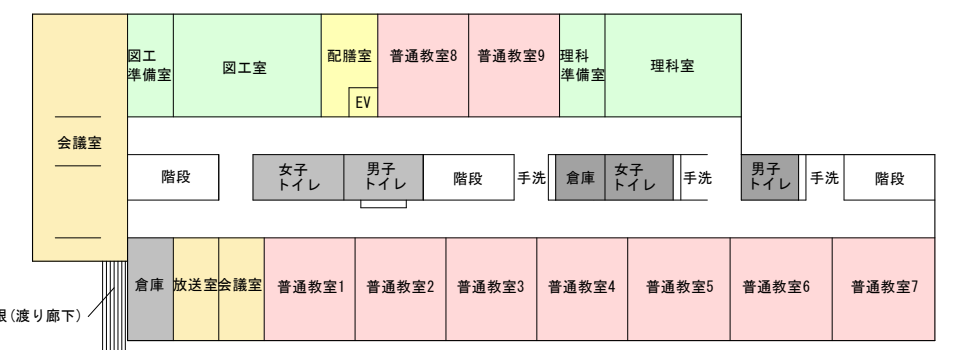 図工
準備室
図工室
配膳室
EV
普通教室8
普通教室9
理科
準備室
理科室
会議室
階段
女子
トイレ
男子
トイレ
階段
手洗
倉庫
女子
トイレ
手洗
男子
トイレ
手洗
階段
倉庫
放送室
会議室
普通教室1
普通教室2
普通教室3
普通教室4
普通教室5
普通教室6
普通教室7
(渡り廊下)